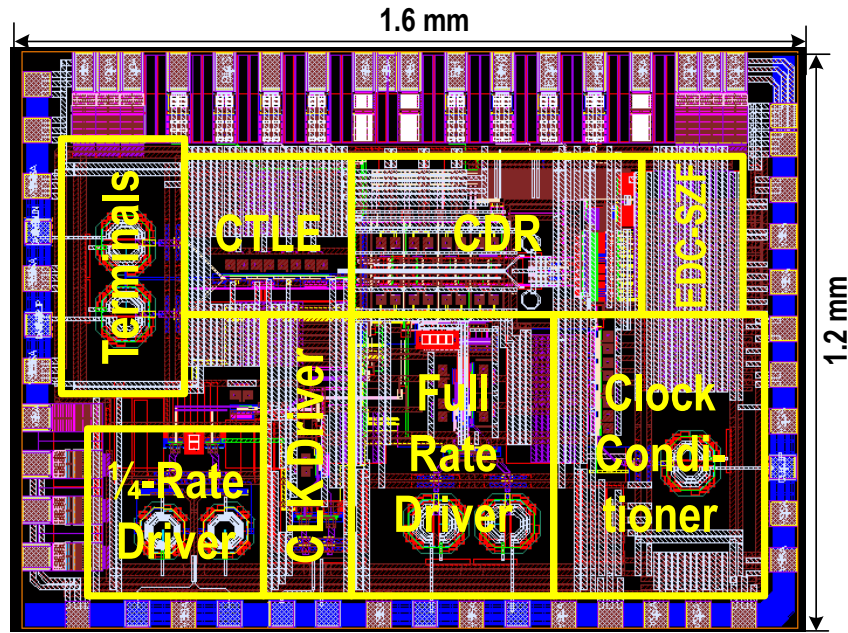 1.6 mm
Terminals
CTLE
CDR
EDC-SZF
1.2 mm
¼-Rate
Driver
CLK Driver
Full
Rate
Driver
Clock
Condi-
tioner